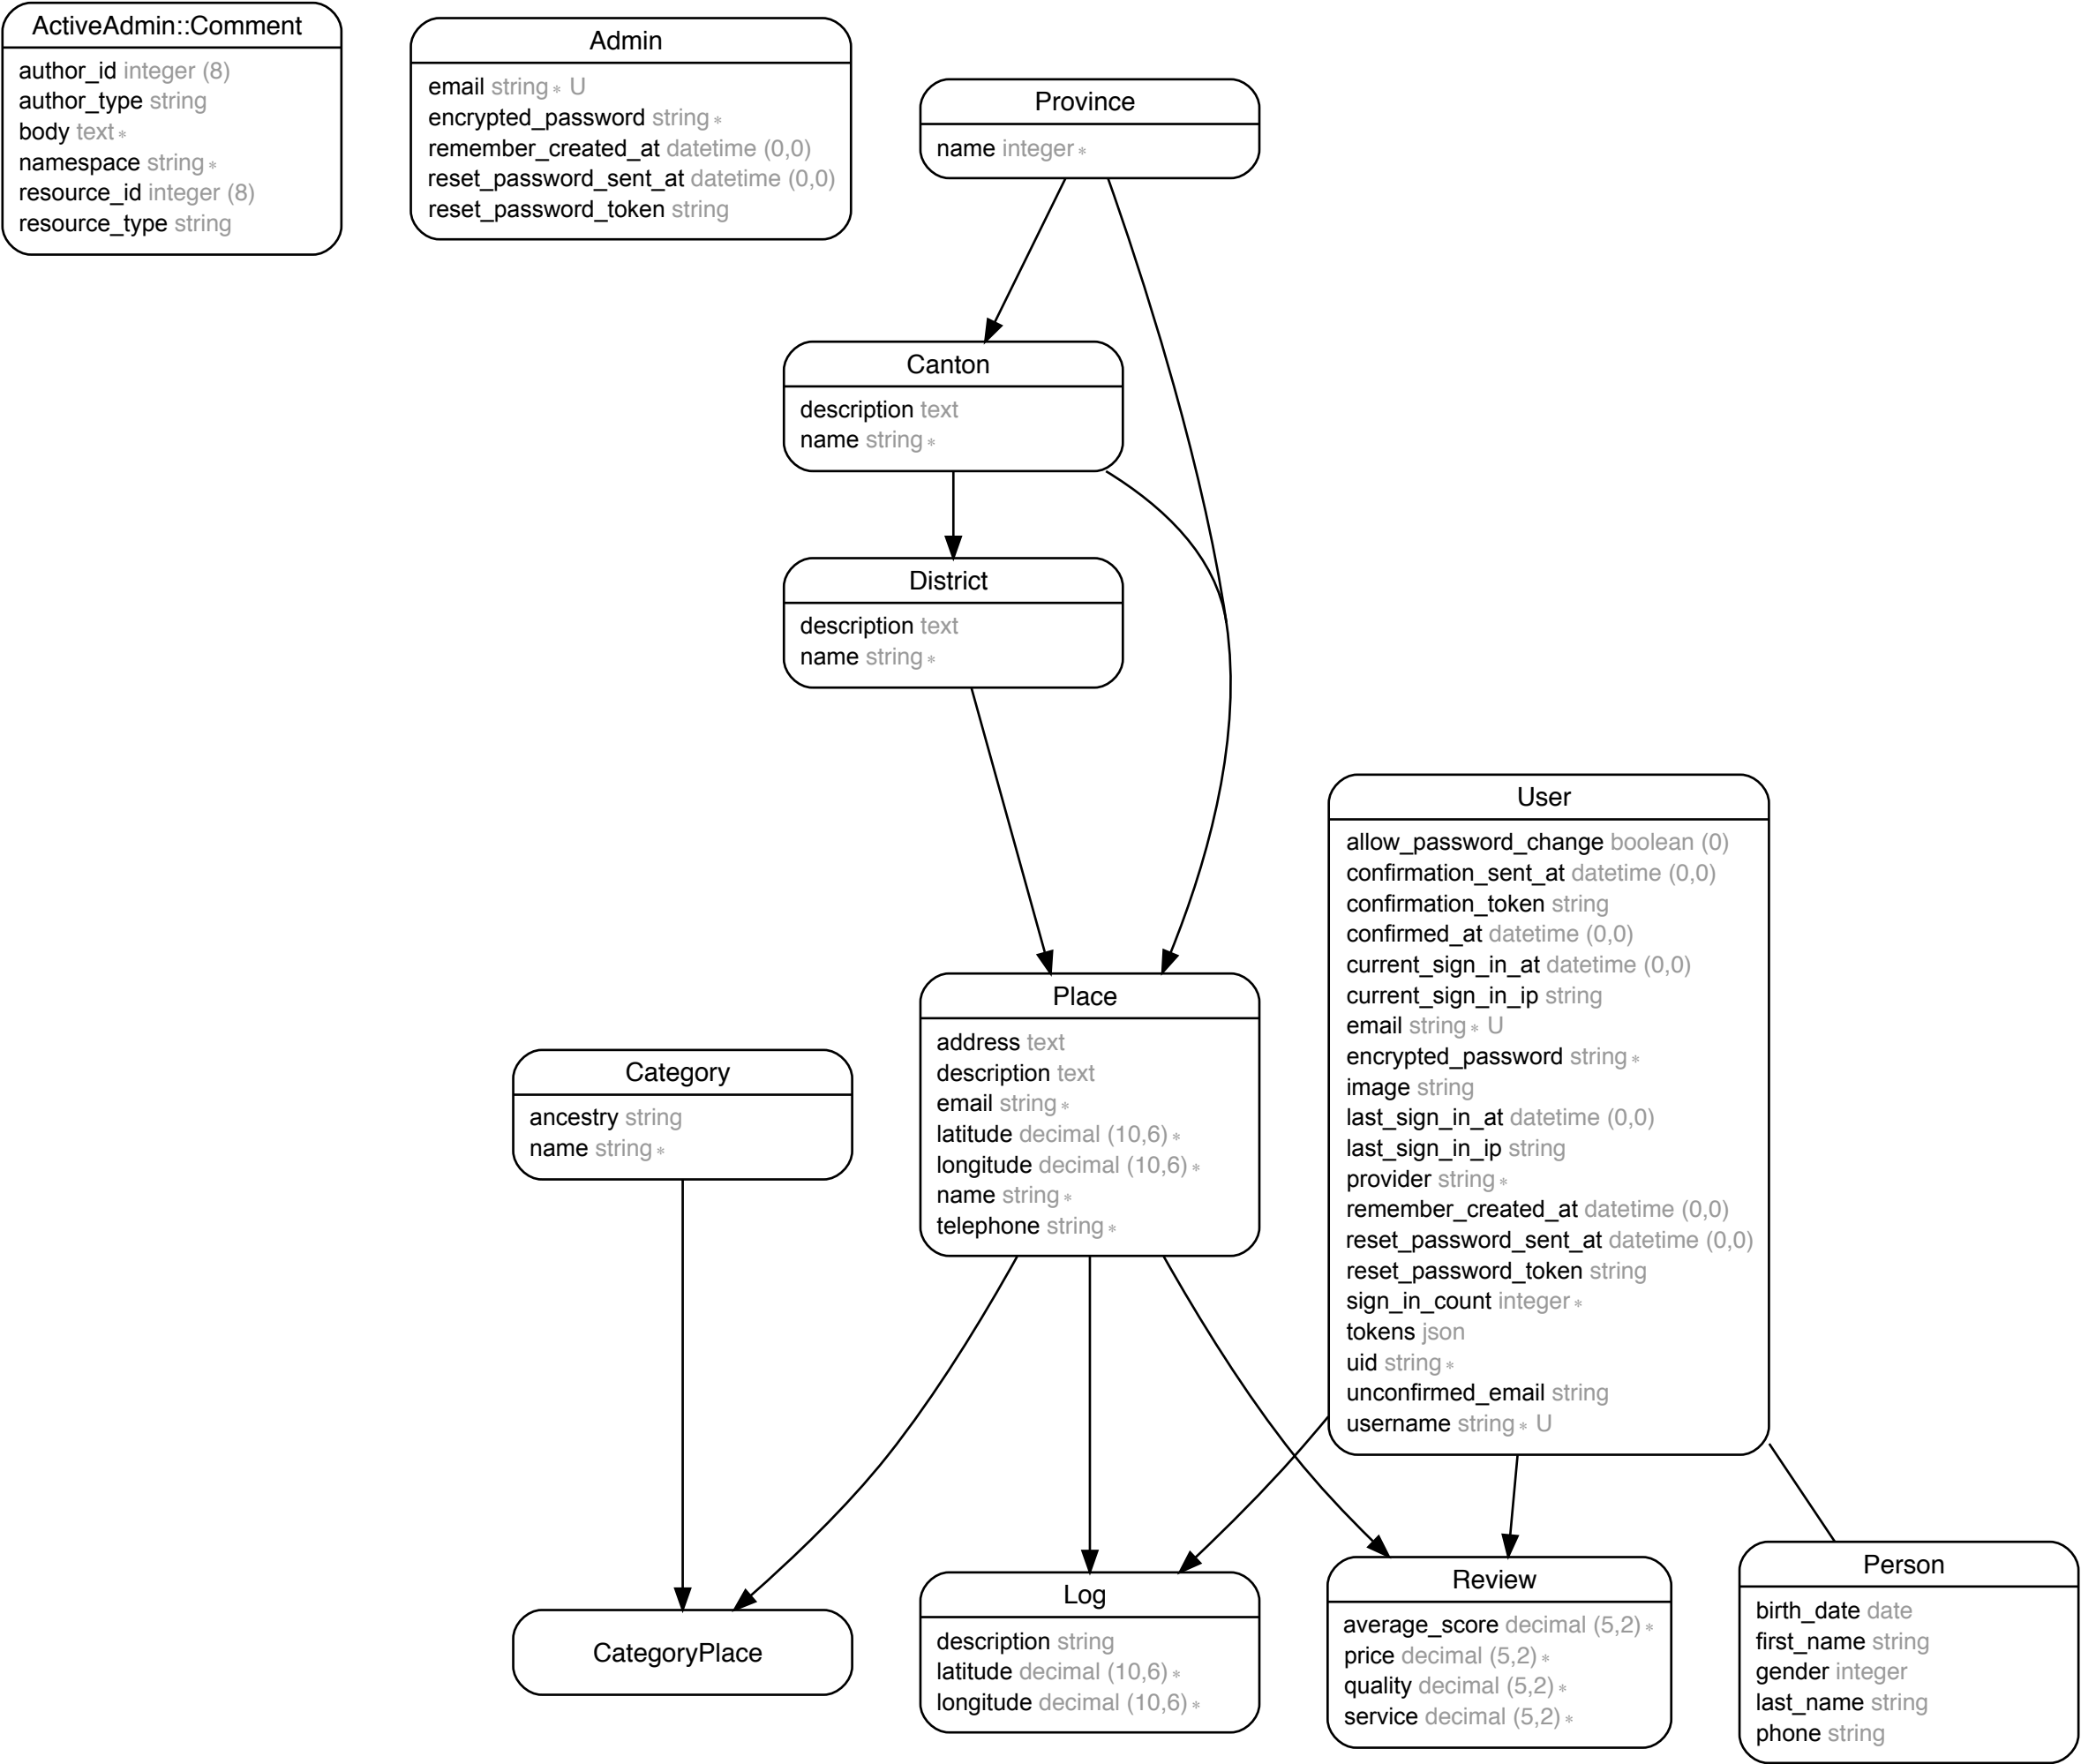 ActiveAdmin::Comment
author_id integer (8)
author_type string
body text *
namespace string *
resource_id integer (8)
resource_type string
Admin
email string * U
encrypted_password string *
remember_created_at datetime (0,0)
reset_password_sent_at datetime (0,0)
reset_password_token string
Province
name integer *
Canton
description text
name string *
District
description text
name string *
User
allow_password_change boolean (0)
confirmation_sent_at datetime (0,0)
confirmation_token string
confirmed_at datetime (0,0)
current_sign_in_at datetime (0,0)
current_sign_in_ip string
email string * U
encrypted_password string *
image string
last_sign_in_at datetime (0,0)
last_sign_in_ip string
provider string *
remember_created_at datetime (0,0)
reset_password_sent_at datetime (0,0)
reset_password_token string
sign_in_count integer *
tokens json
uid string *
unconfirmed_email string
username string * U
Place
address text
description text
email string *
latitude decimal (10,6) *
longitude decimal (10,6) *
name string *
telephone string *
Category
ancestry string
name string *
CategoryPlace
Log
description string
latitude decimal (10,6) *
longitude decimal (10,6) *
Review
average_score decimal (5,2) *
price decimal (5,2) *
quality decimal (5,2) *
service decimal (5,2) *
Person
birth_date date
first_name string
gender integer
last_name string
phone string